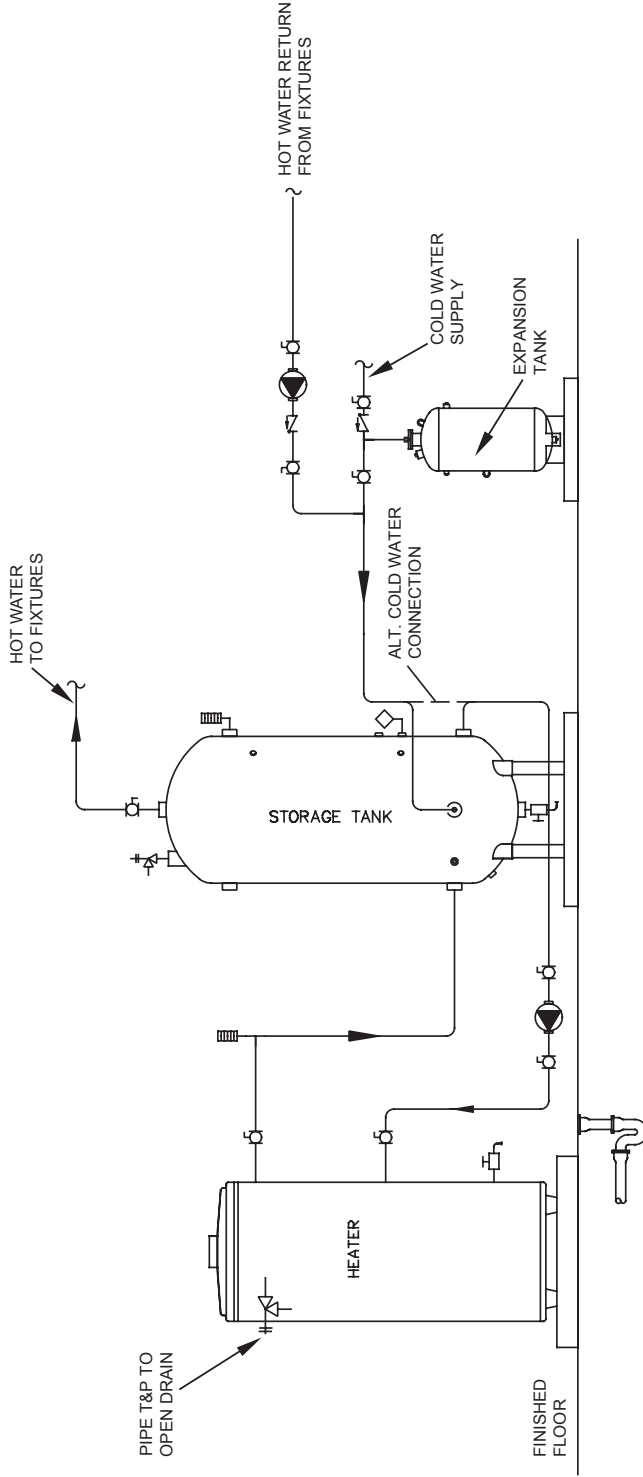 PIPE T&P TO
OPEN DRAIN
HEATER
FINISHED
FLOOR
HOT WATER
TO FIXTURES
STORAGE TANK
ALT. COLD WATER
CONNECTION
HOT WATER RETURN
FROM FIXTURES
COLD WATER
SUPPLY
EXPANSION
TANK